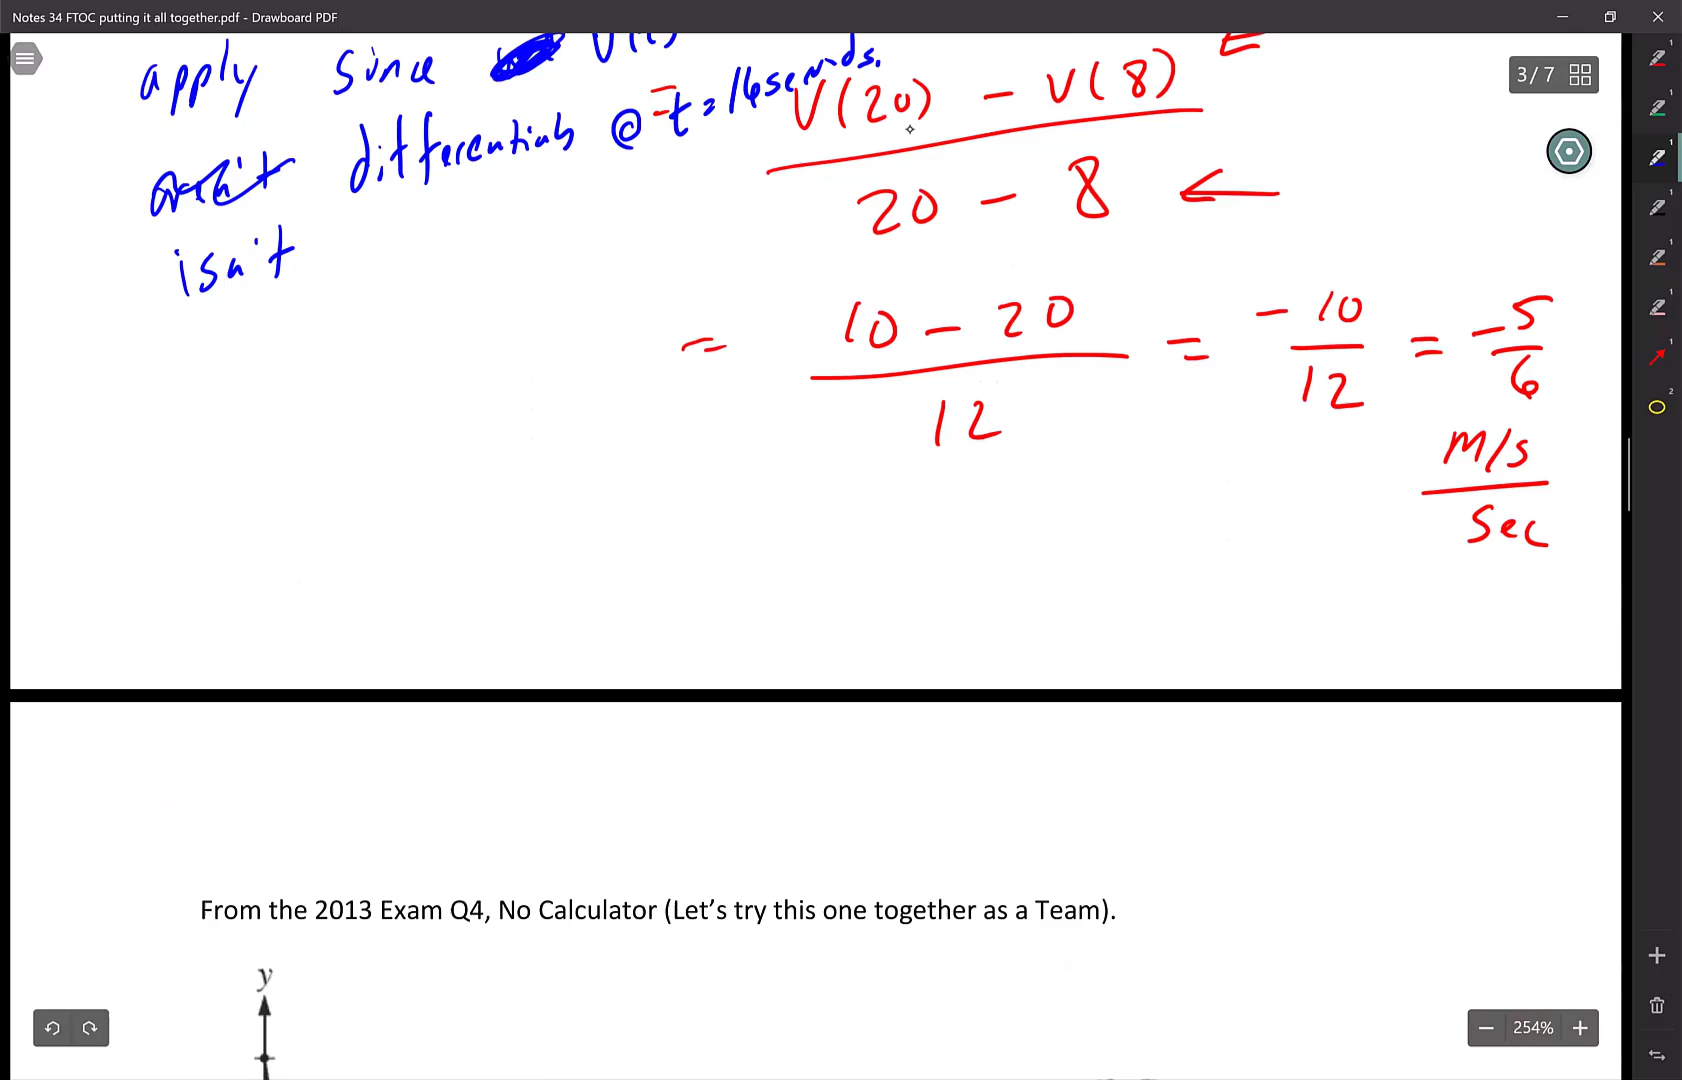 Notes 34 FTOC putting it all together.pdf - Drawboard PDF
3 / 7
apply since V(t)
isn't differentiable @ t = 16 seconds.
= V(20) - V(8)
20 - 8
= 10 - 20 = -10 = -5
12 12 6
M/s
Sec
From the 2013 Exam Q4, No Calculator (Let's try this one together as a Team).
y
254%